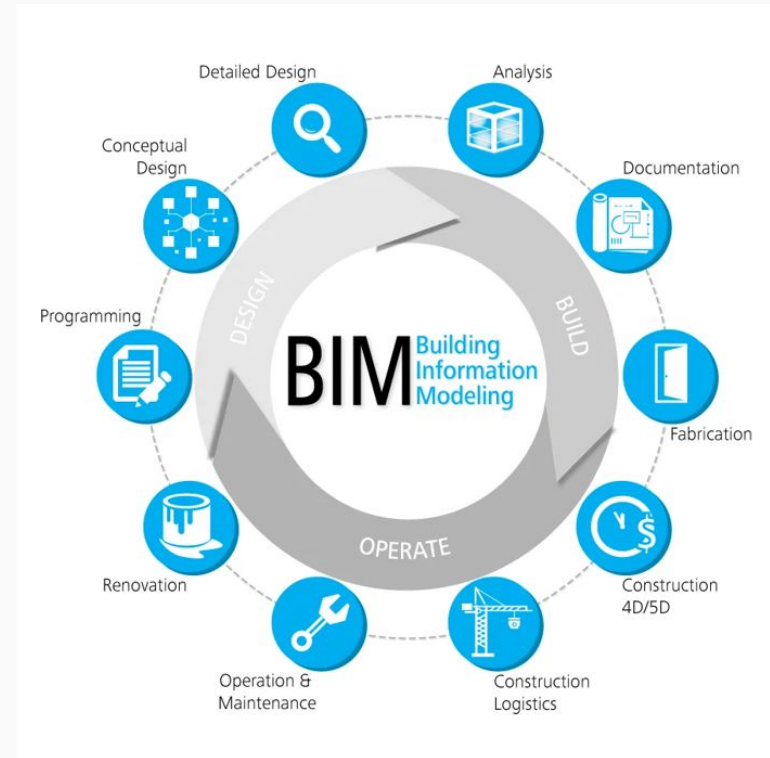 Detailed Design
Analysis
Conceptual
Design
Documentation
Programming
DESIGN
BUILD
BIM
Building
Information
Modeling
Fabrication
OPERATE
Renovation
Construction
4D/5D
Operation &
Maintenance
Construction
Logistics
$